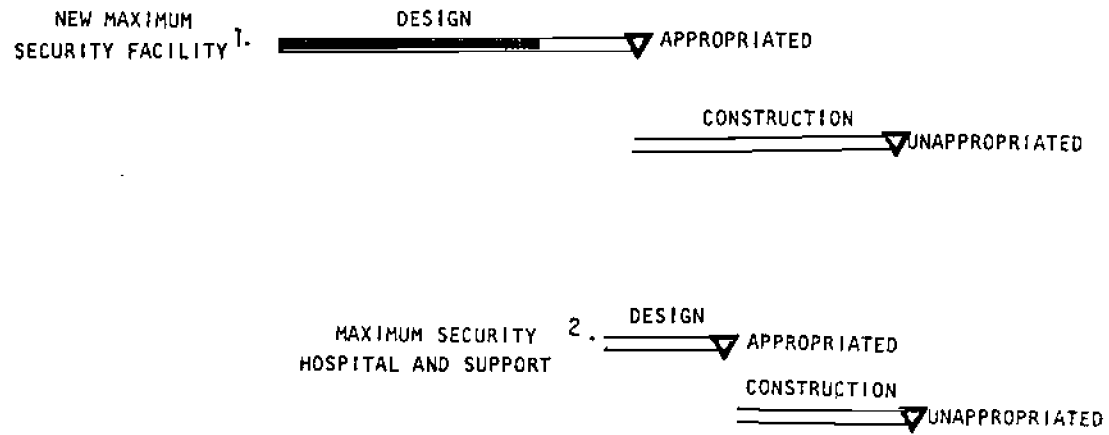 NEW MAXIMUM
SECURITY FACILITY 1.
DESIGN
APPROPRIATED
CONSTRUCTION
UNAPPROPRIATED
MAXIMUM SECURITY
HOSPITAL AND SUPPORT
2.
DESIGN
APPROPRIATED
CONSTRUCTION
UNAPPROPRIATED